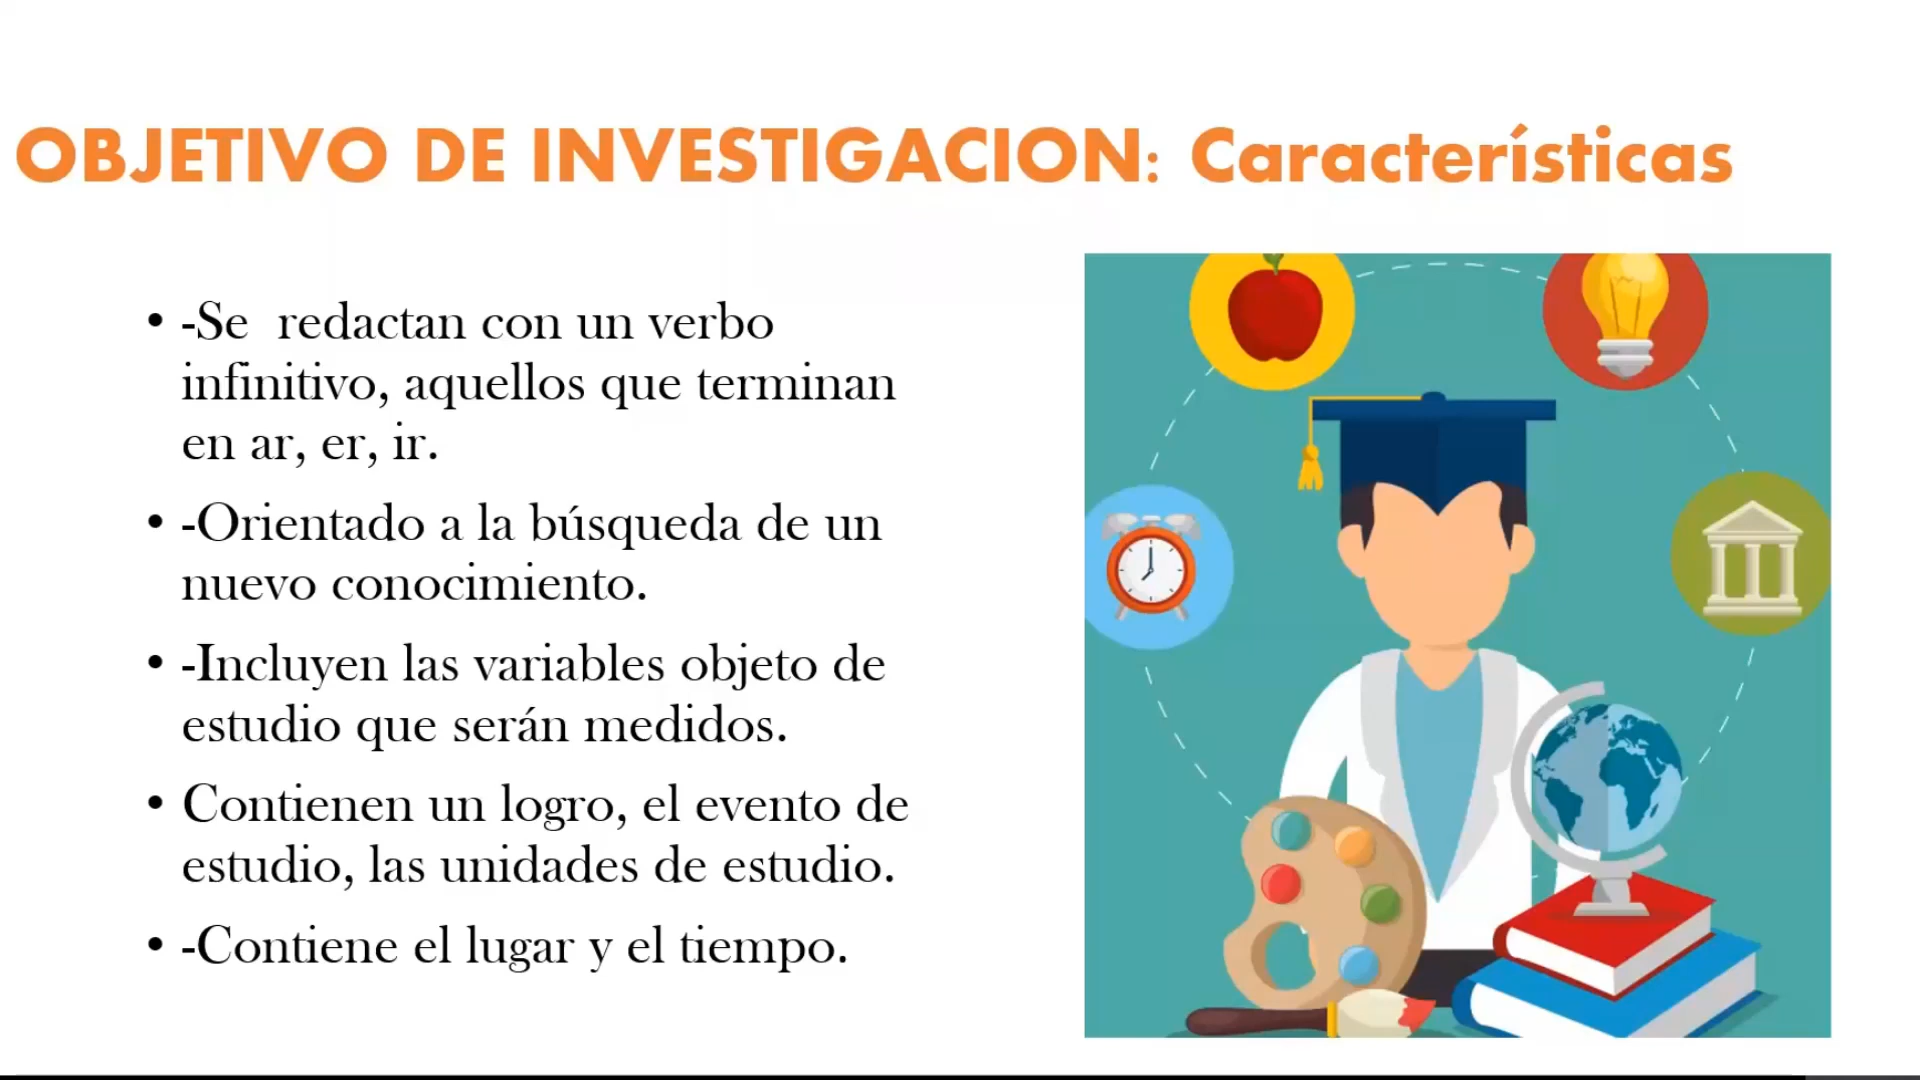 OBJETIVO DE INVESTIGACION: Características
• -Se redactan con un verbo
infinitivo, aquellos que terminan
en ar, er, ir.
• -Orientado a la búsqueda de un
nuevo conocimiento.
• -Incluyen las variables objeto de
estudio que serán medidos.
• Contienen un logro, el evento de
estudio, las unidades de estudio.
• -Contiene el lugar y el tiempo.